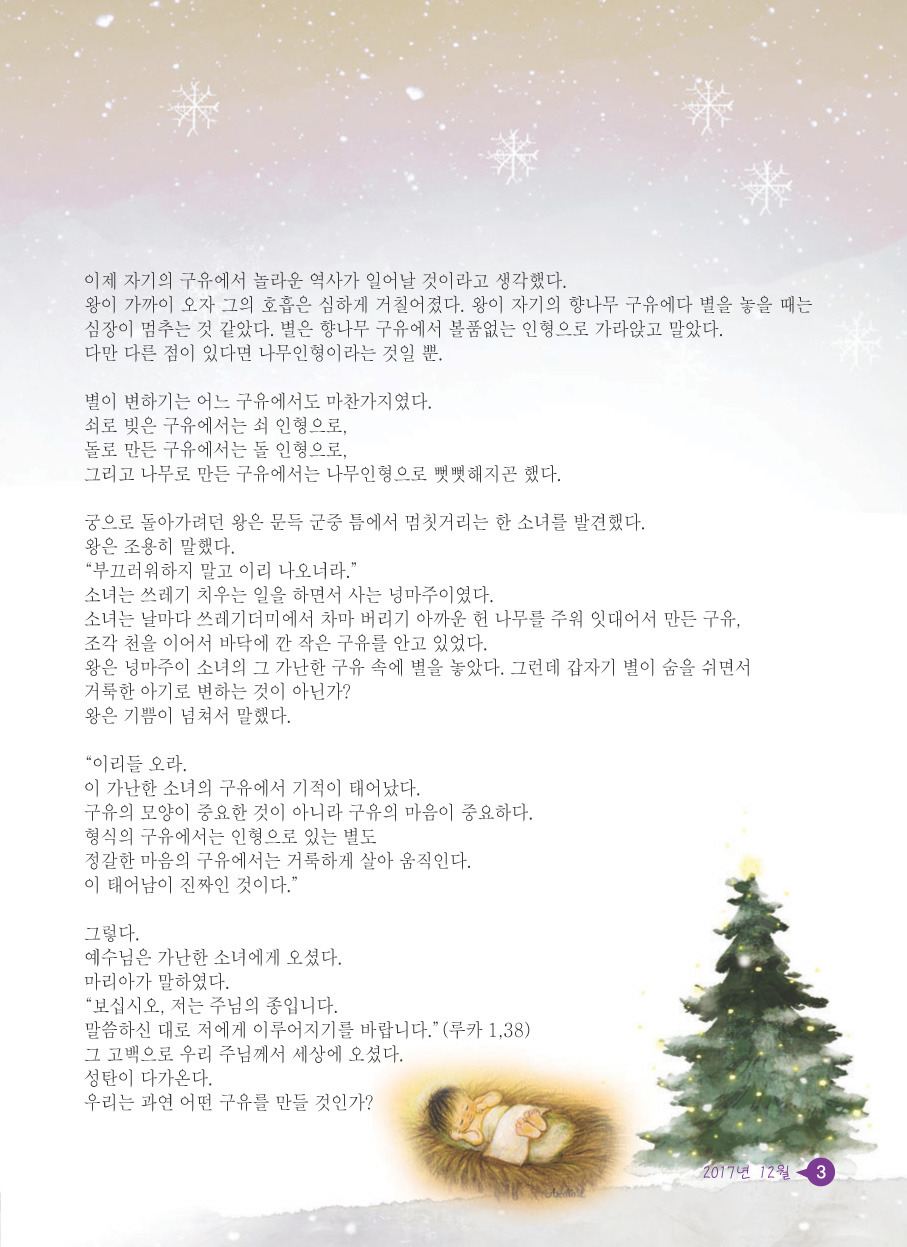 이제 자기의 구유에서 놀라운 역사가 일어날 것이라고 생각했다.
왕이 가까이 오자 그의 호흡은 심하게 거칠어졌다. 왕이 자기의 향나무 구유에다 별을 놓을 때는
심장이 멈추는 것 같았다. 별은 향나무 구유에서 볼품없는 인형으로 가라앉고 말았다.
다만 다른 점이 있다면 나무인형이라는 것일 뿐.
별이 변하기는 어느 구유에서도 마찬가지였다.
쇠로 빚은 구유에서는 쇠 인형으로,
돌로 만든 구유에서는 돌 인형으로,
그리고 나무로 만든 구유에서는 나무인형으로 뻣뻣해지곤 했다.
궁으로 돌아가려던 왕은 문득 군중 틈에서 멈칫거리는 한 소녀를 발견했다.
왕은 조용히 말했다.
“부끄러워하지 말고 이리 나오너라.”
소녀는 쓰레기 치우는 일을 하면서 사는 넝마주이였다.
소녀는 날마다 쓰레기더미에서 차마 버리기 아까운 헌 나무를 주워 잇대어서 만든 구유,
조각 천을 이어서 바닥에 깐 작은 구유를 안고 있었다.
왕은 넝마주이 소녀의 그 가난한 구유 속에 별을 놓았다. 그런데 갑자기 별이 숨을 쉬면서
거룩한 아기로 변하는 것이 아닌가?
왕은 기쁨이 넘쳐서 말했다.
“이리들 오라.
이 가난한 소녀의 구유에서 기적이 태어났다.
구유의 모양이 중요한 것이 아니라 구유의 마음이 중요하다.
형식의 구유에서는 인형으로 있는 별도
정갈한 마음의 구유에서는 거룩하게 살아 움직인다.
이 태어남이 진짜인 것이다.”
그렇다.
예수님은 가난한 소녀에게 오셨다.
마리아가 말하였다.
“보십시오, 저는 주님의 종입니다.
말씀하신 대로 저에게 이루어지기를 바랍니다.”(루카 1,38)
그 고백으로 우리 주님께서 세상에 오셨다.
성탄이 다가온다.
우리는 과연 어떤 구유를 만들 것인가?
2017년 12월 3